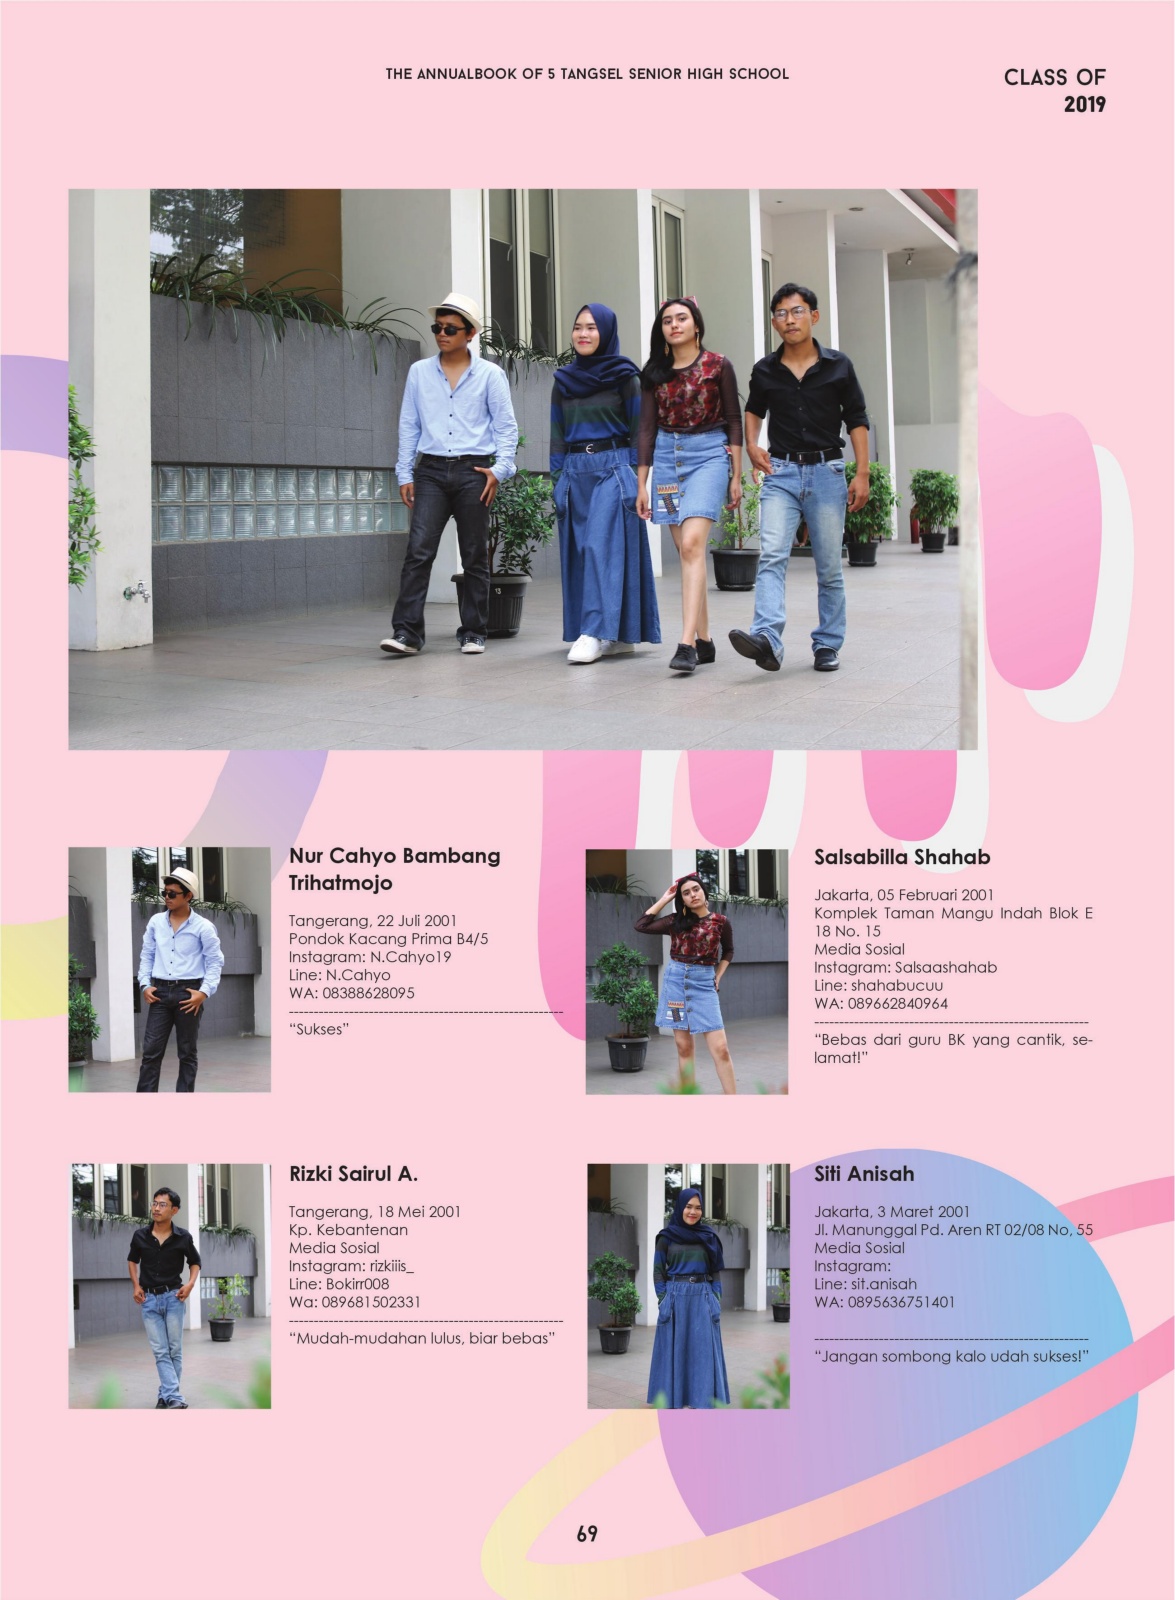 THE ANNUALBOOK OF 5 TANGSEL SENIOR HIGH SCHOOL
CLASS OF
2019
Nur Cahyo Bambang
Trihatmojo
Tangerang, 22 Juli 2001
Pondok Kacang Prima B4/5
Instagram: N.Cahyo19
Line: N.Cahyo
WA: 08388628095
-------------------------------------------------------
“Sukses”
Salsabilla Shahab
Jakarta, 05 Februari 2001
Komplek Taman Mangu Indah Blok E
18 No. 15
Media Sosial
Instagram: Salsaashahab
Line: shahabucuu
WA: 089662840964
-------------------------------------------------------
“Bebas dari guru BK yang cantik, se-
lamat!”
Rizki Sairul A.
Tangerang, 18 Mei 2001
Kp. Kebantenan
Media Sosial
Instagram: rizkiiis_
Line: Bokirr008
Wa: 089681502331
-------------------------------------------------------
“Mudah-mudahan lulus, biar bebas”
Siti Anisah
Jakarta, 3 Maret 2001
Jl. Manunggal Pd. Aren RT 02/08 No, 55
Media Sosial
Instagram:
Line: sit.anisah
WA: 0895636751401
-------------------------------------------------------
“Jangan sombong kalo udah sukses!”
69